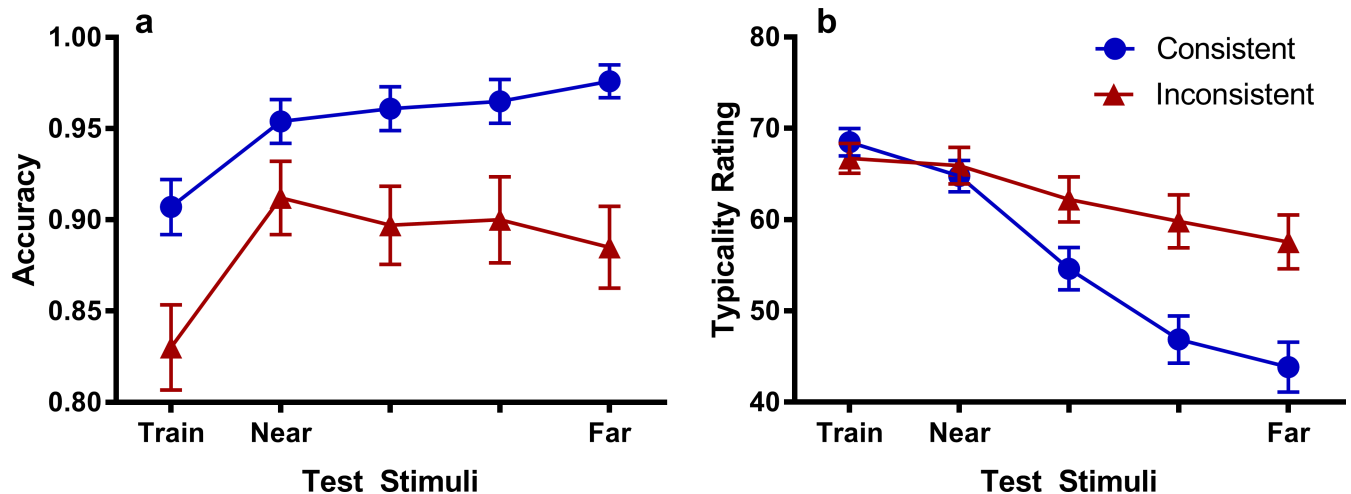 a
1.00
0.95
0.90
0.85
0.80
Accuracy
Train Near Far
Test Stimuli
b
80
70
60
50
40
Typicality Rating
Consistent
Inconsistent
Train Near Far
Test Stimuli